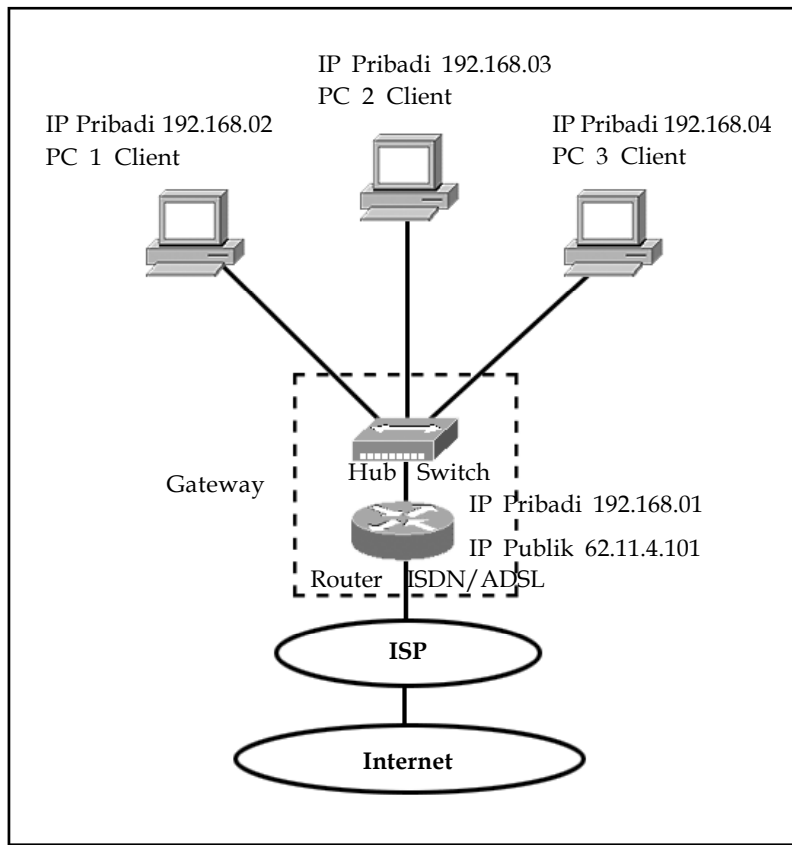 IP Pribadi 192.168.03
PC 2 Client
IP Pribadi 192.168.02
PC 1 Client
IP Pribadi 192.168.04
PC 3 Client
Hub Switch
Gateway
IP Pribadi 192.168.01
IP Publik 62.11.4.101
Router ISDN/ADSL
ISP
Internet